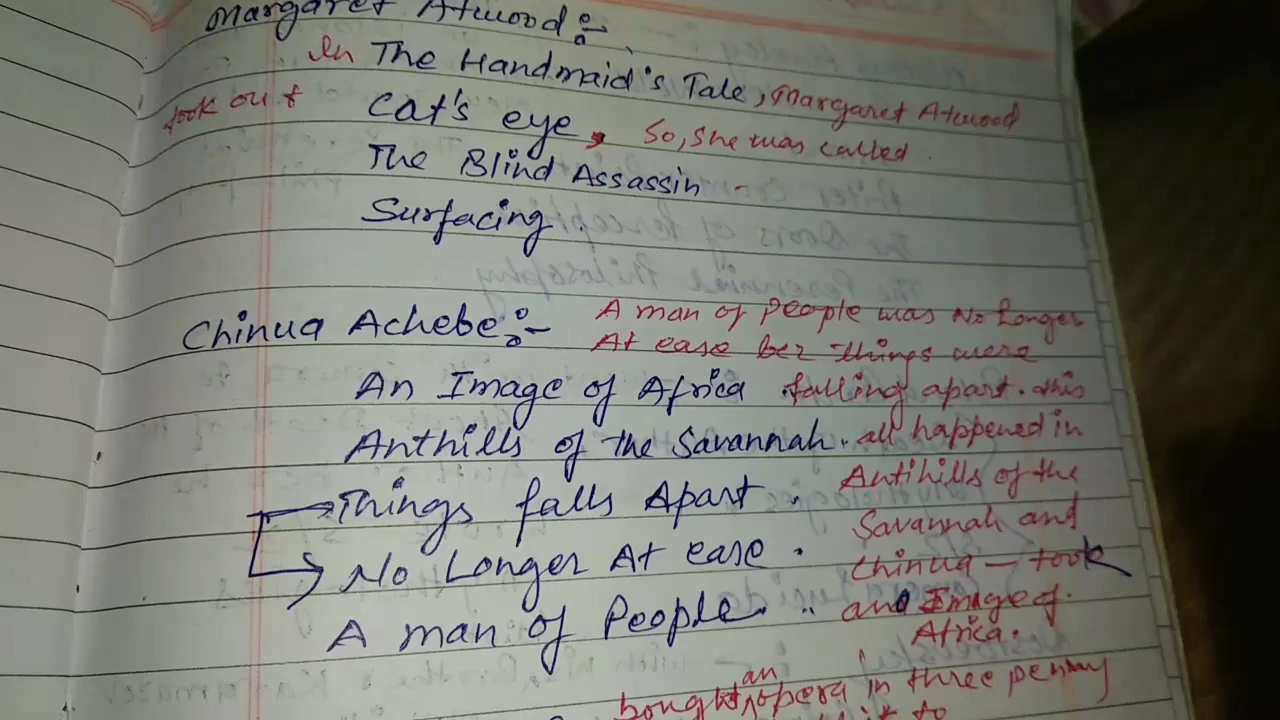 Margaret Atwood :-
In The Handmaid's Tale, Margaret Atwood
took out Cat's eye, So, she was called
The Blind Assassin -
Surfacing.
Chinua Achebe :- A man of People was No Longer
At ease bcz things were
An Image of Africa falling apart. this
Anthills of the Savannah. all happened in
Things falls Apart. Antihills of the
Savannah and
No Longer At ease. Chinua - took
A man of People. and Image of
Africa.
an
bought opera in three penny